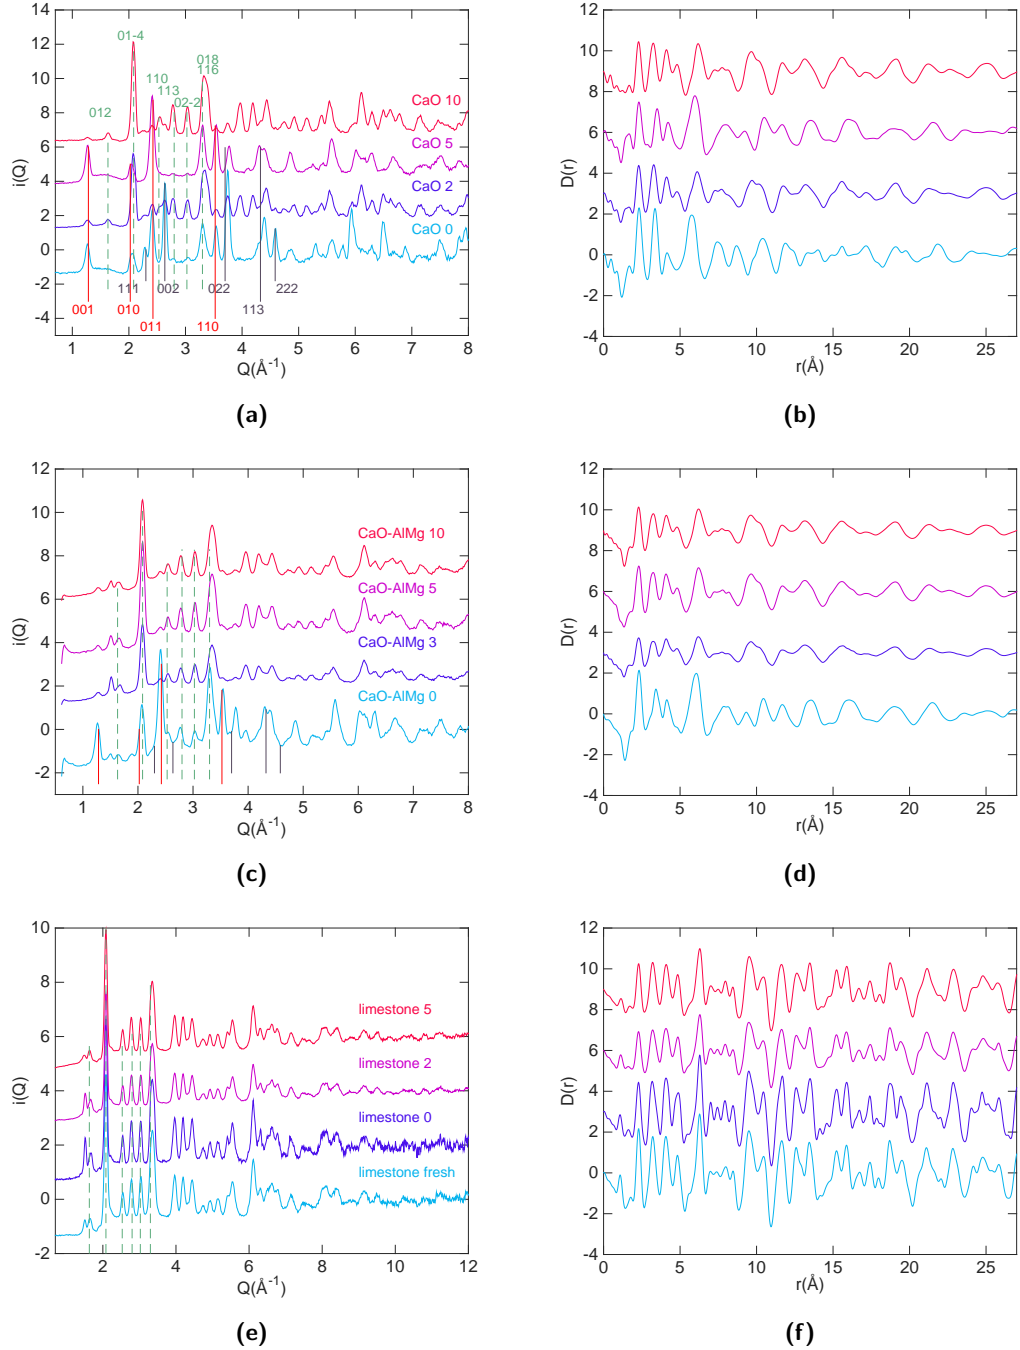 14
12
10
8
6
4
2
0
-2
-4
i(Q)
01-4
110
113
018
116
012
02-2
CaO 10
CaO 5
CaO 2
CaO 0
111
002
022
222
001
010
113
011
110
1 2 3 4 5 6 7 8
Q(Å⁻¹)
(a)
12
10
8
6
4
2
0
-2
-4
D(r)
0 5 10 15 20 25
r(Å)
(b)
12
10
8
6
4
2
0
-2
i(Q)
CaO-AlMg 10
CaO-AlMg 5
CaO-AlMg 3
CaO-AlMg 0
1 2 3 4 5 6 7 8
Q(Å⁻¹)
(c)
12
10
8
6
4
2
0
-2
-4
D(r)
0 5 10 15 20 25
r(Å)
(d)
10
8
6
4
2
0
-2
i(Q)
limestone 5
limestone 2
limestone 0
limestone fresh
2 4 6 8 10 12
Q(Å⁻¹)
(e)
12
10
8
6
4
2
0
-2
-4
D(r)
0 5 10 15 20 25
r(Å)
(f)